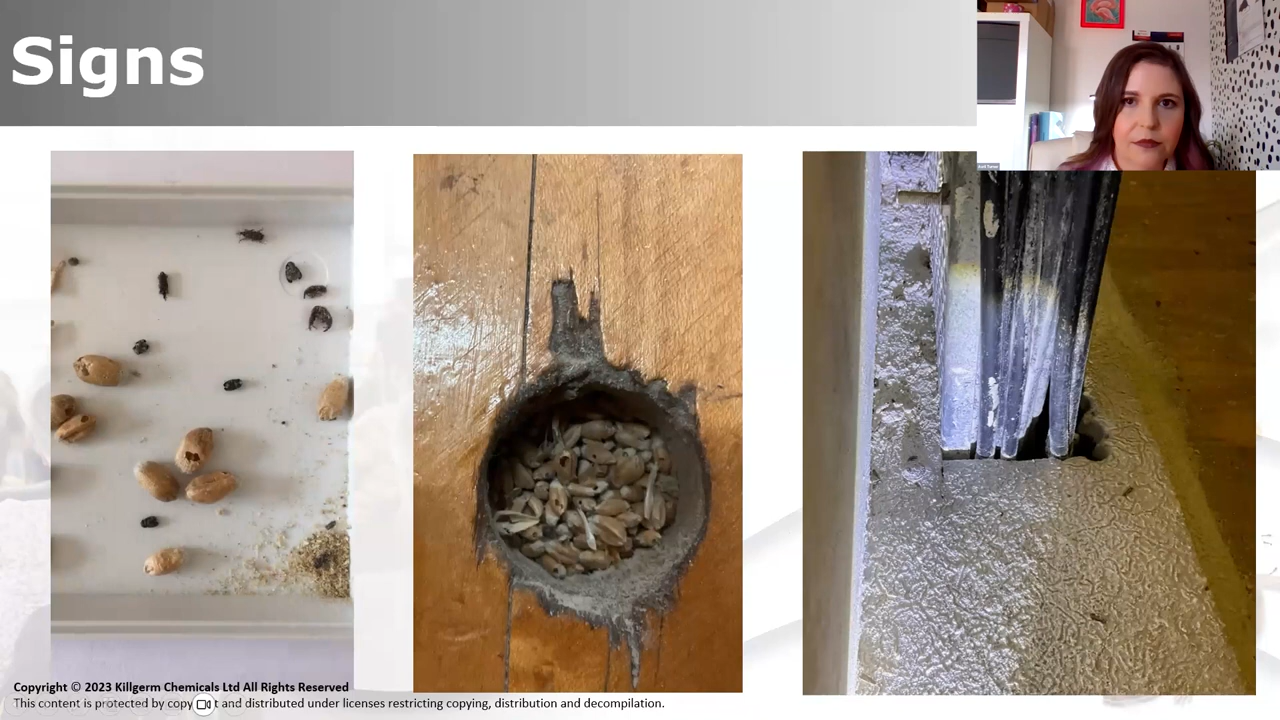 Signs
Copyright © 2023 Killgerm Chemicals Ltd All Rights Reserved
This content is protected by copy t and distributed under licenses restricting copying, distribution and decompilation.